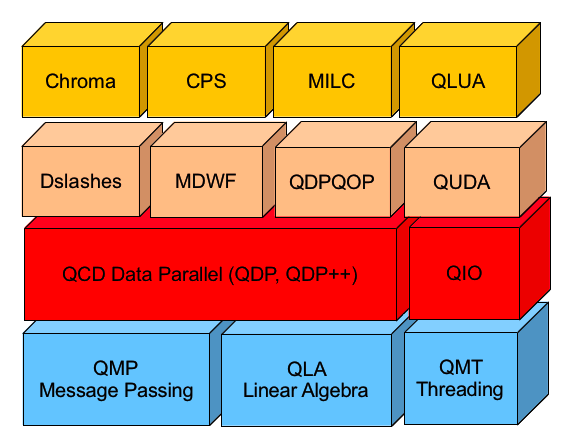 Chroma
CPS
MILC
QLUA
Dslashes
MDWF
QDPQOP
QUDA
QCD Data Parallel (QDP, QDP++)
QIO
QMP
Message Passing
QLA
Linear Algebra
QMT
Threading